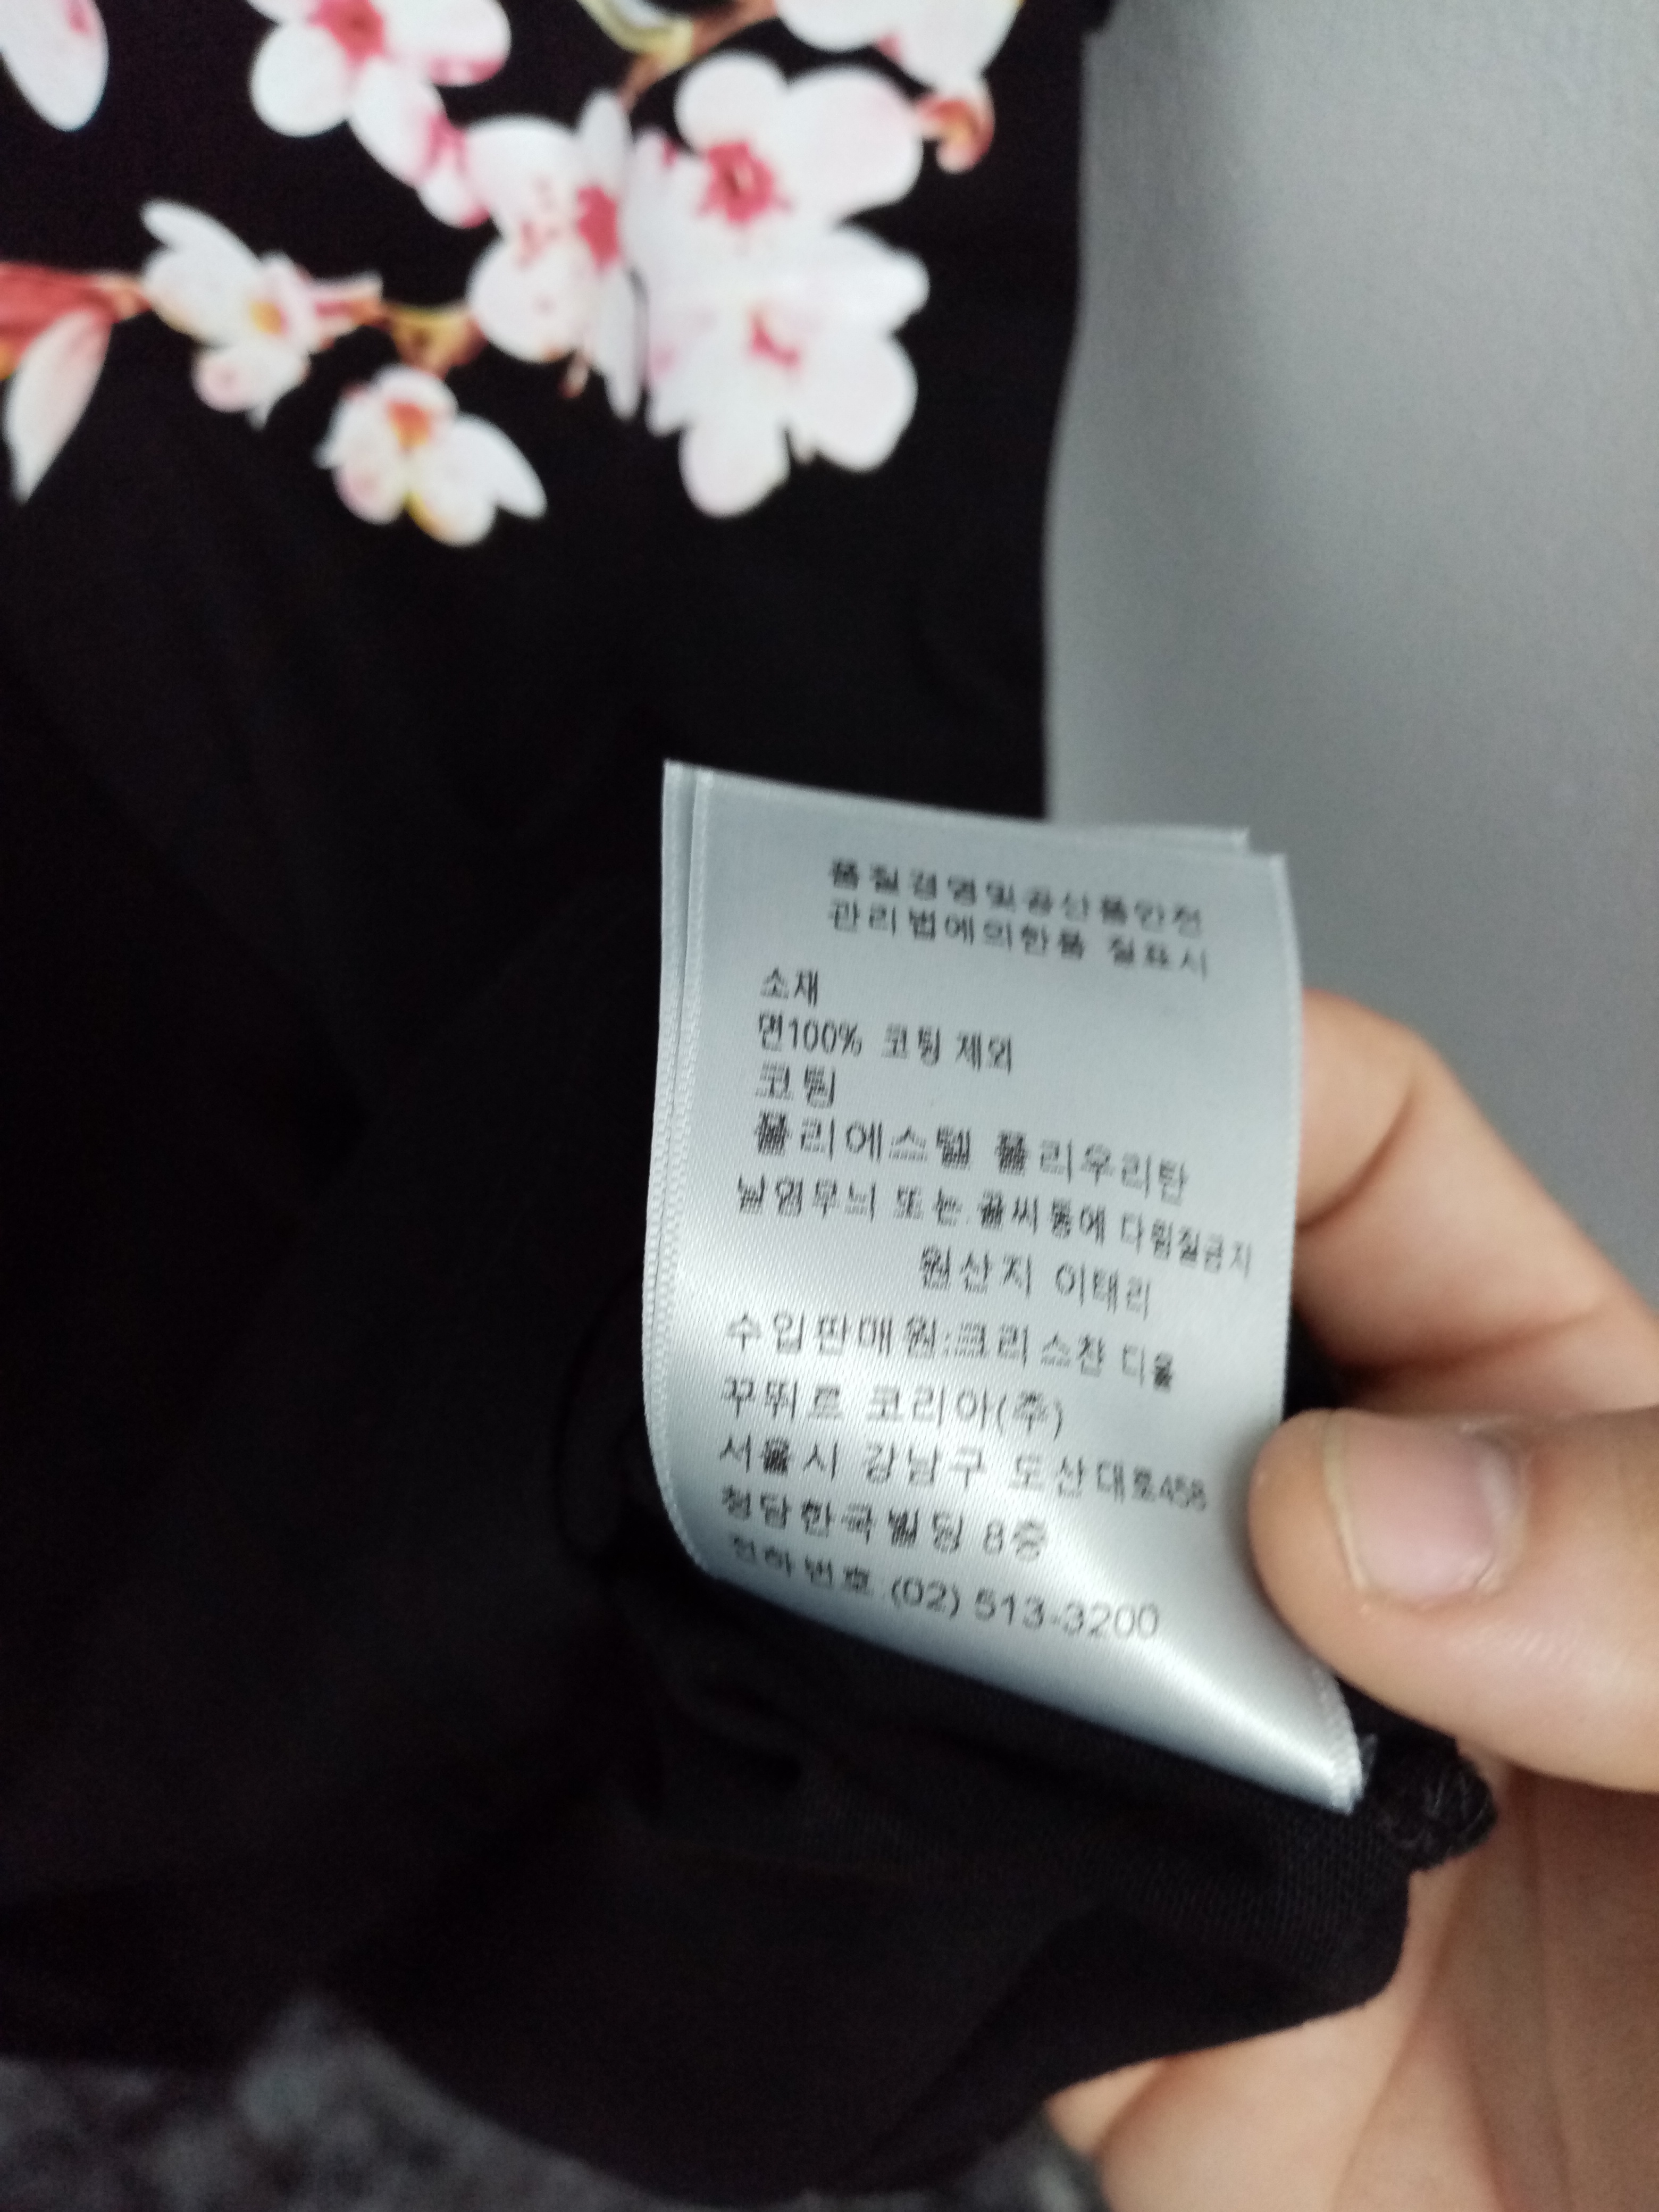 품질경영및공산품안전
관리법에의한품 질표시
소재
면100% 코팅 제외
코팅
폴리에스텔 폴리우리탄
날염무늬 또는 글씨통에 다림질금지
원산지 이태리
수입판매원:크리스챤 디올
꾸뛰르 코리아(주)
서울시 강남구 도산대로458
청담한국빌딩 8층
전화번호 (02) 513-3200